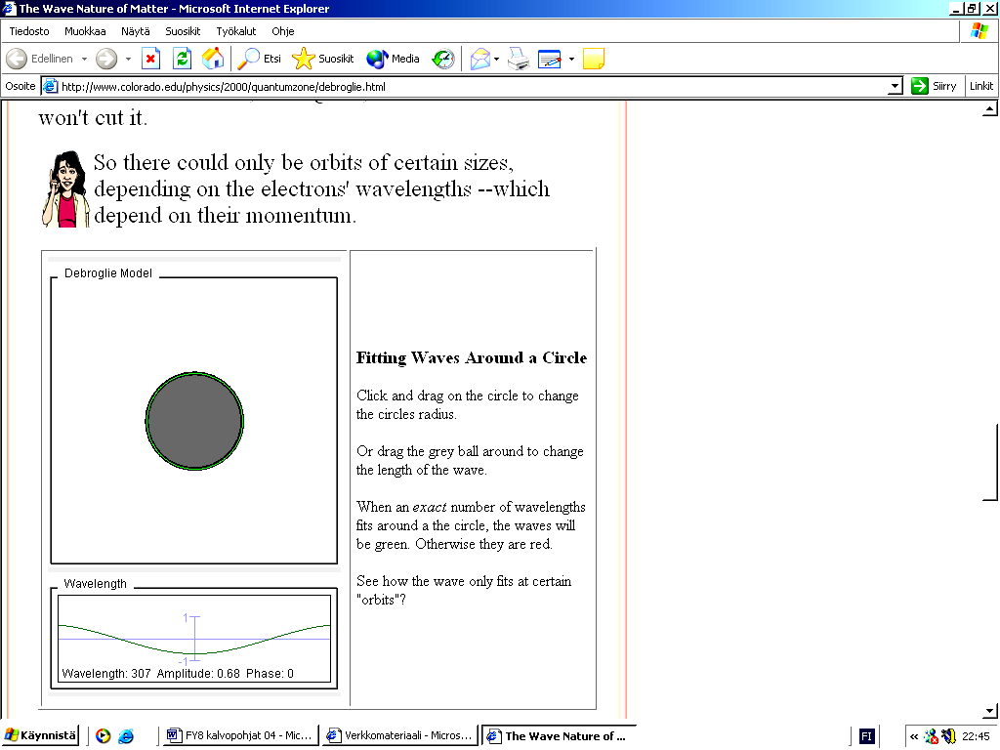 The Wave Nature of Matter - Microsoft Internet Explorer
Tiedosto Muokkaa Näytä Suosikit Työkalut Ohje
Edellinen Etsi Suosikit Media
Osoite http://www.colorado.edu/physics/2000/quantumzone/debroglie.html Siirry Linkit
won't cut it.
So there could only be orbits of certain sizes,
depending on the electrons' wavelengths --which
depend on their momentum.
Debroglie Model
Fitting Waves Around a Circle
Click and drag on the circle to change
the circles radius.
Or drag the grey ball around to change
the length of the wave.
When an exact number of wavelengths
fits around a the circle, the waves will
be green. Otherwise they are red.
See how the wave only fits at certain
"orbits"?
Wavelength
1
-1
Wavelength: 307 Amplitude: 0.68 Phase: 0
Käynnistä FY8 kalvopohjat 04 - Mic... Verkkomateriaali - Micros... The Wave Nature of ... FI « 22:45